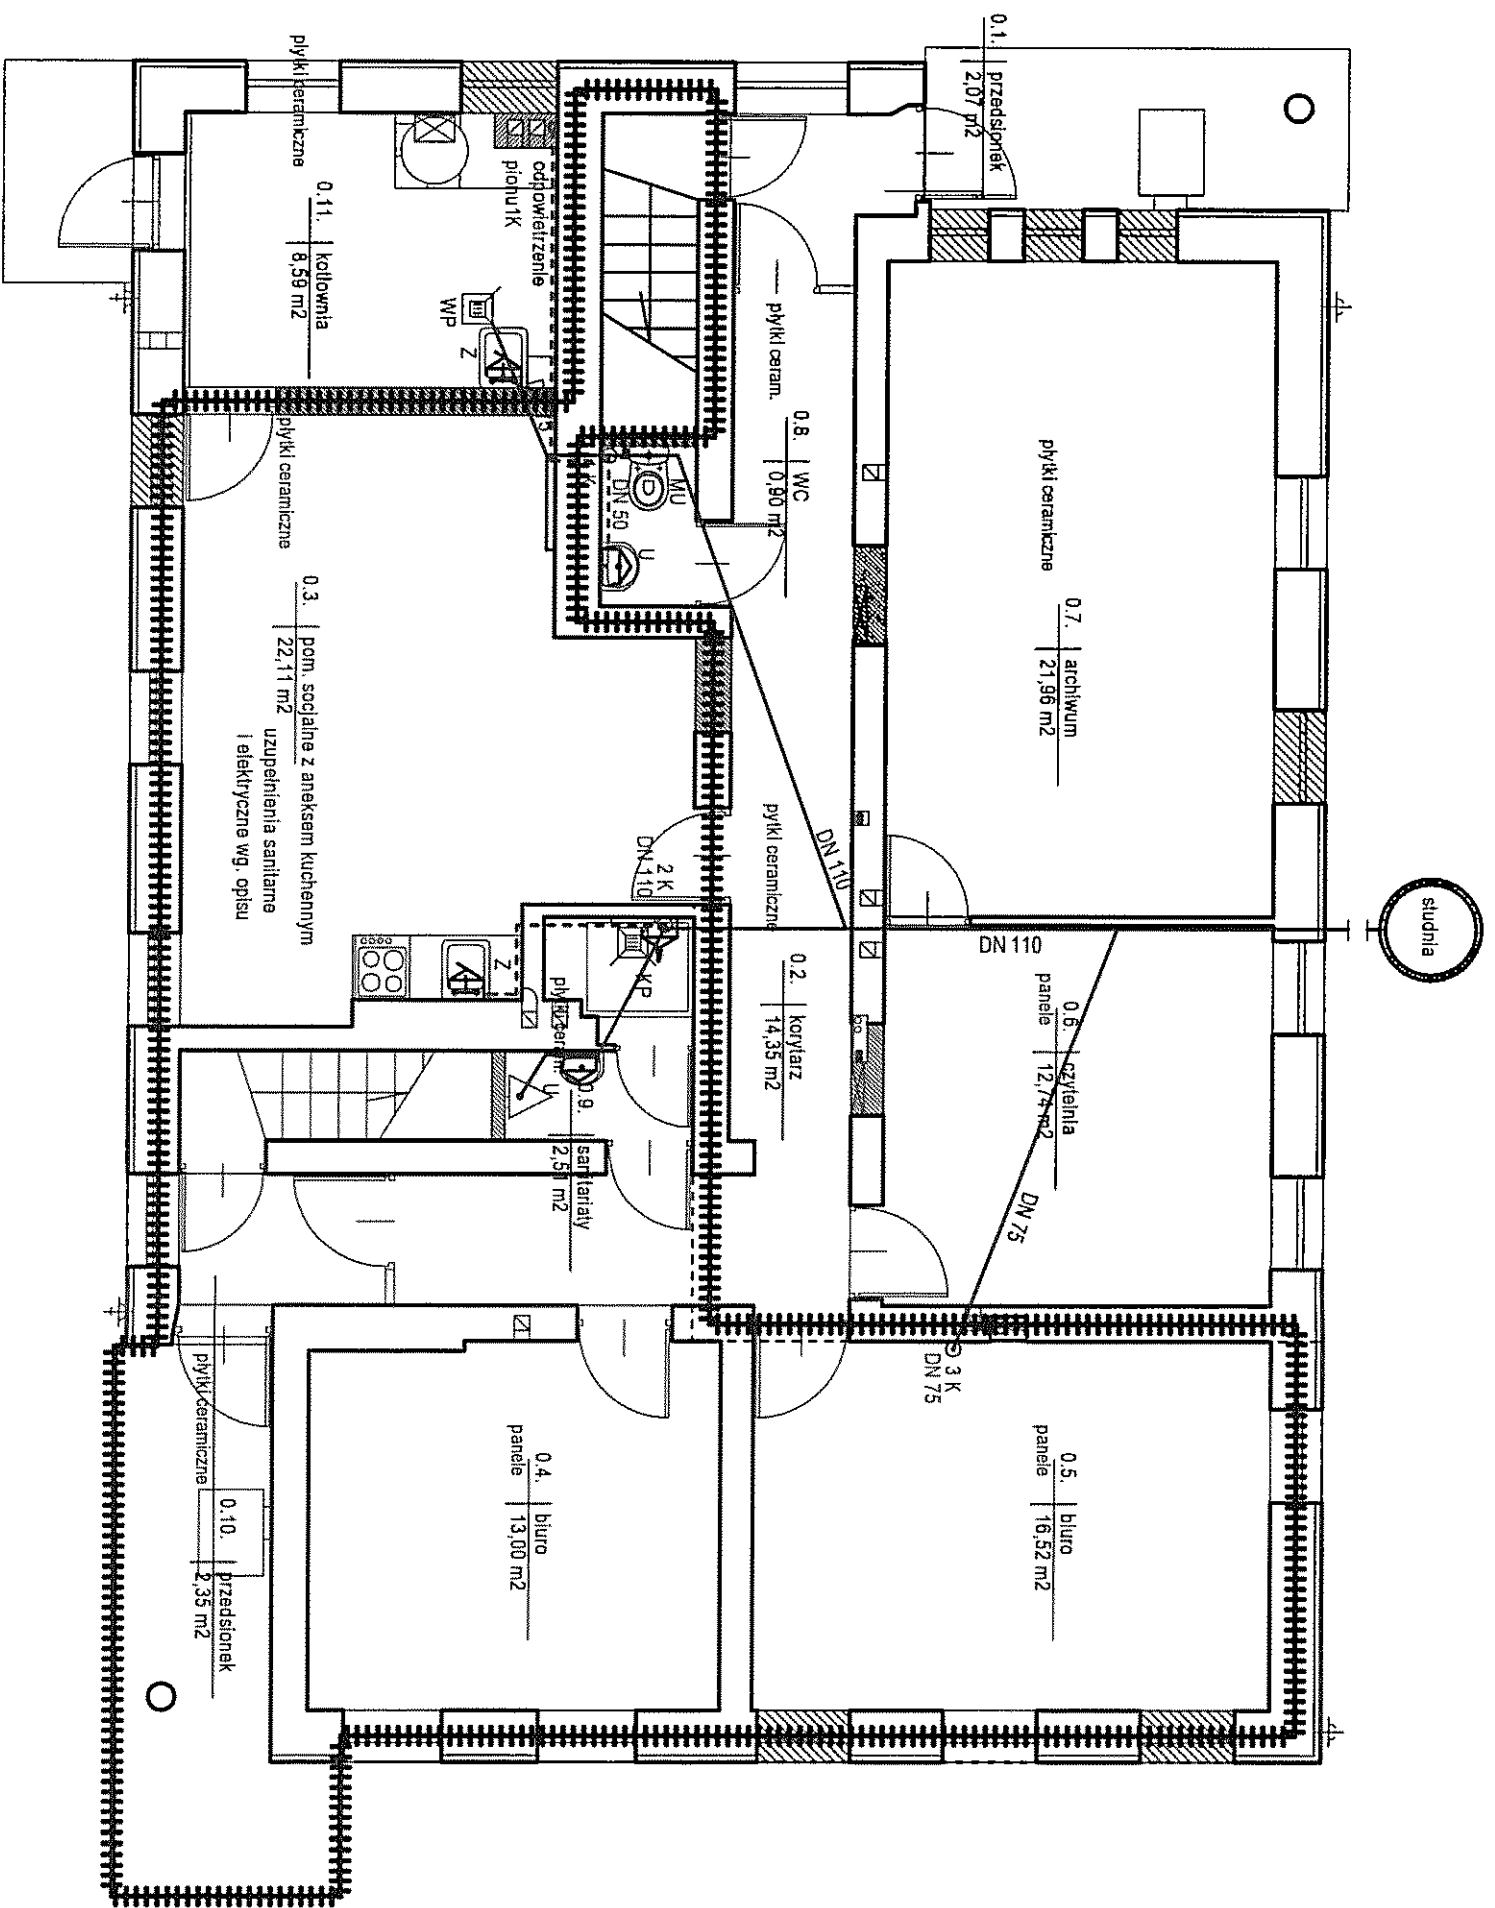 0.1. przedsionek
2,07 m2
płytki ceramiczne
0.11. kotłownia
8,59 m2
odpowietrzenie
pionu1K
WP
Z
płytki ceram.
0.8. WC
0,90 m2
MU
DN 50
U
płytki ceramiczne
0.7. archiwum
21,96 m2
płytki ceramiczne
0.3. pom. socjalne z aneksem kuchennym
22,11 m2
uzupełnienia sanitarne
i elektryczne wg. opisu
2 K
DN 110
DN 110
pytki ceramiczne
0.2. korytarz
14,35 m2
DN 110
studnia
0.6. czytelnia
panele 12,74 m2
DN 75
Z
KP
płytki ceram.
U
0.9. sanitariaty
2,51 m2
3 K
DN 75
0.5. biuro
panele 16,52 m2
0.4. biuro
panele 13,00 m2
płytki ceramiczne
0.10. przedsionek
2,35 m2